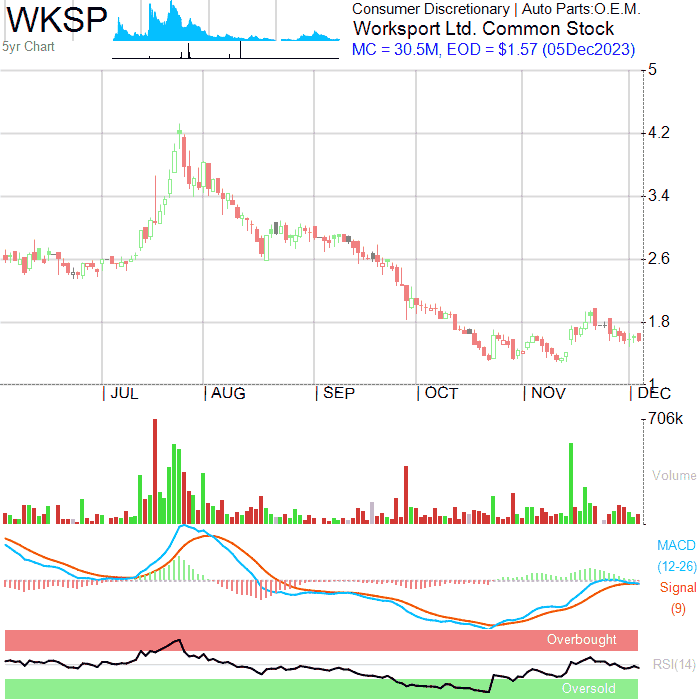 WKSP
5yr Chart
Consumer Discretionary | Auto Parts:O.E.M.
Worksport Ltd. Common Stock
MC = 30.5M, EOD = $1.57 (05Dec2023)
5
4.2
3.4
2.6
1.8
1
JUL
AUG
SEP
OCT
NOV
DEC
706k
Volume
MACD
(12-26)
Signal
(9)
Overbought
RSI(14)
Oversold